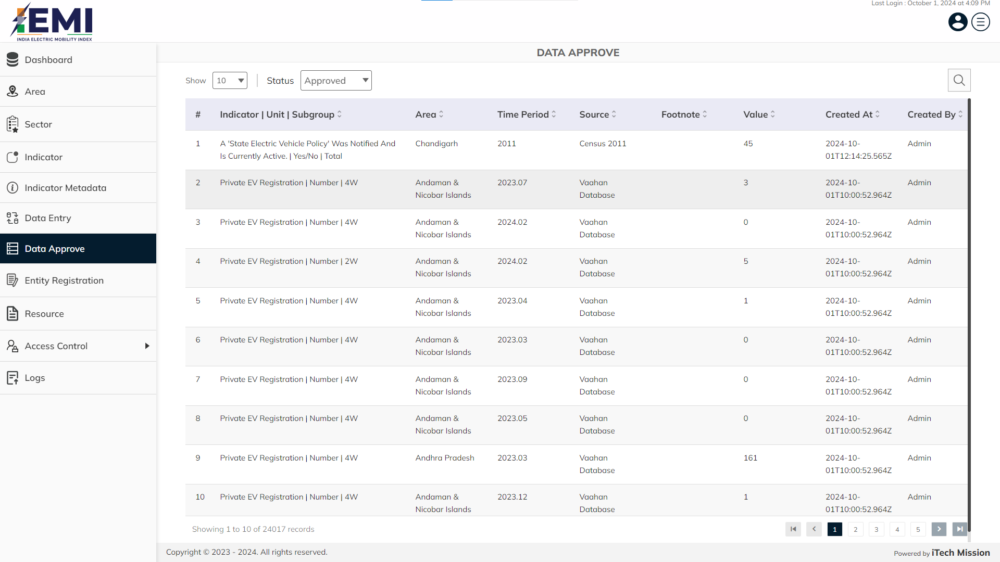 Last Login : October 1, 2024 at 4:09 PM
EMI
INDIA ELECTRIC MOBILITY INDEX
Dashboard
Area
Sector
Indicator
Indicator Metadata
Data Entry
Data Approve
Entity Registration
Resource
Access Control
Logs
DATA APPROVE
Show 10 Status Approved
# Indicator | Unit | Subgroup Area Time Period Source Footnote Value Created At Created By
1 A 'State Electric Vehicle Policy' Was Notified And Chandigarh 2011 Census 2011 45 2024-10- Admin
Is Currently Active. | Yes/No | Total 01T12:14:25.565Z
2 Private EV Registration | Number | 4W Andaman & 2023.07 Vaahan 3 2024-10- Admin
Nicobar Islands Database 01T10:00:52.964Z
3 Private EV Registration | Number | 4W Andaman & 2024.02 Vaahan 0 2024-10- Admin
Nicobar Islands Database 01T10:00:52.964Z
4 Private EV Registration | Number | 2W Andaman & 2024.02 Vaahan 5 2024-10- Admin
Nicobar Islands Database 01T10:00:52.964Z
5 Private EV Registration | Number | 4W Andaman & 2023.04 Vaahan 1 2024-10- Admin
Nicobar Islands Database 01T10:00:52.964Z
6 Private EV Registration | Number | 4W Andaman & 2023.03 Vaahan 0 2024-10- Admin
Nicobar Islands Database 01T10:00:52.964Z
7 Private EV Registration | Number | 4W Andaman & 2023.09 Vaahan 0 2024-10- Admin
Nicobar Islands Database 01T10:00:52.964Z
8 Private EV Registration | Number | 4W Andaman & 2023.05 Vaahan 0 2024-10- Admin
Nicobar Islands Database 01T10:00:52.964Z
9 Private EV Registration | Number | 4W Andhra Pradesh 2023.03 Vaahan 161 2024-10- Admin
Database 01T10:00:52.964Z
10 Private EV Registration | Number | 4W Andaman & 2023.12 Vaahan 1 2024-10- Admin
Nicobar Islands Database 01T10:00:52.964Z
Showing 1 to 10 of 24017 records 1 2 3 4 5
Copyright © 2023 - 2024. All rights reserved. Powered by iTech Mission